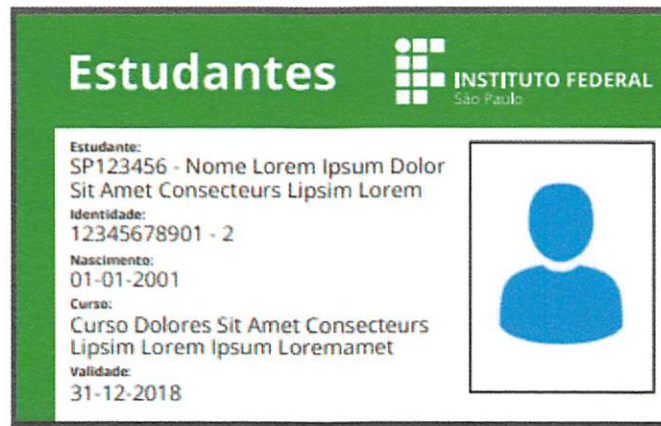 Estudantes
INSTITUTO FEDERAL
São Paulo
Estudante:
SP123456 - Nome Lorem Ipsum Dolor
Sit Amet Consecteurs Lipsim Lorem
Identidade:
12345678901 - 2
Nascimento:
01-01-2001
Curso:
Curso Dolores Sit Amet Consecteurs
Lipsim Lorem Ipsum Loremamet
Validade:
31-12-2018